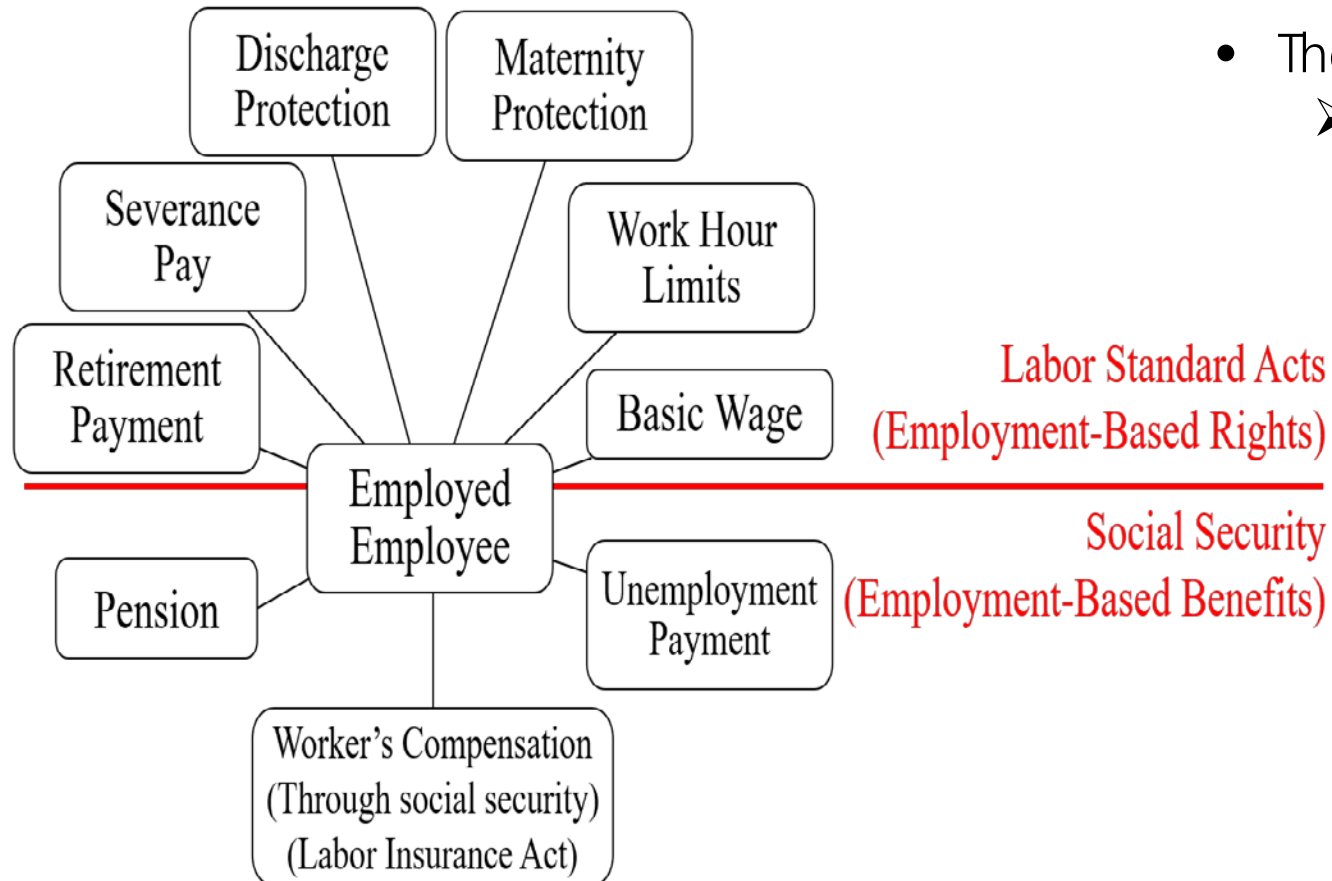 Discharge
Protection
Maternity
Protection
Severance
Pay
Work Hour
Limits
Retirement
Payment
Basic Wage
Labor Standard Acts
(Employment-Based Rights)
Employed
Employee
Social Security
(Employment-Based Benefits)
Pension
Unemployment
Payment
Worker’s Compensation
(Through social security)
(Labor Insurance Act)